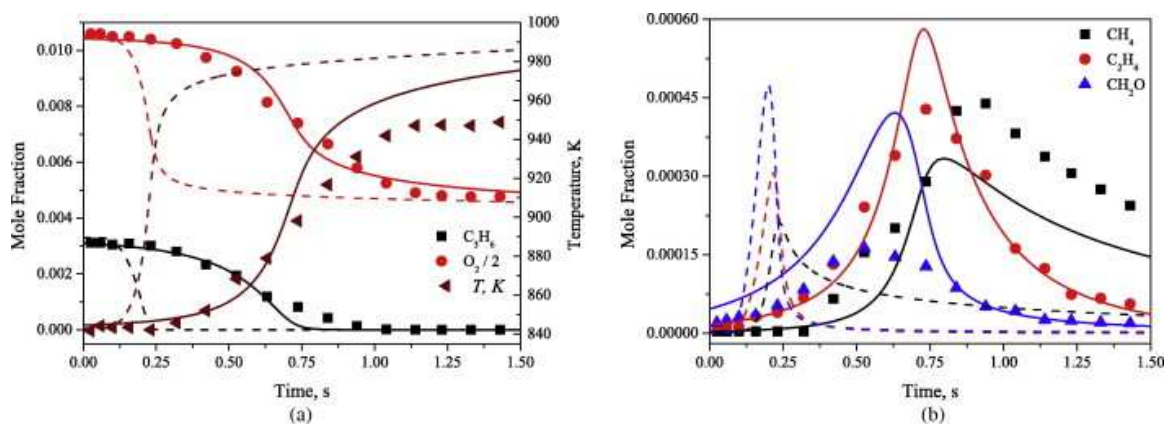 (a)
1000
980
960
940
920
900
880
860
840
Temperature, K
0.010
0.008
0.006
0.004
0.002
0.000
Mole Fraction
C₃H₆
O₂ / 2
T, K
0.00 0.25 0.50 0.75 1.00 1.25 1.50
Time, s
(a)
(b)
0.00060
0.00045
0.00030
0.00015
0.00000
Mole Fraction
CH₄
C₂H₄
CH₂O
0.00 0.25 0.50 0.75 1.00 1.25 1.50
Time, s
(b)